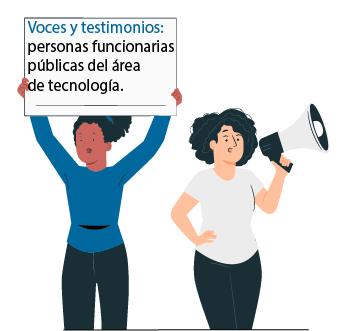 Voces y testimonios:
personas funcionarias
públicas del área
de tecnología.